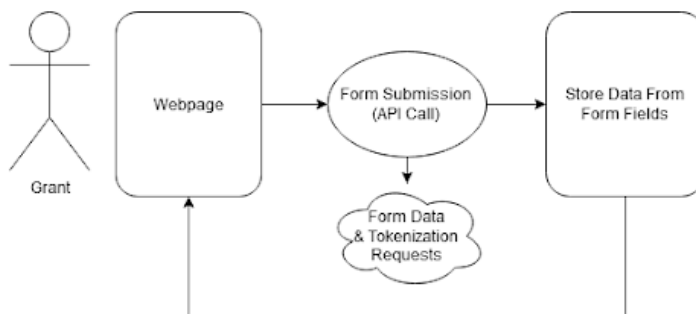 Grant
Webpage
Form Submission
(API Call)
Form Data
& Tokenization
Requests
Store Data From
Form Fields